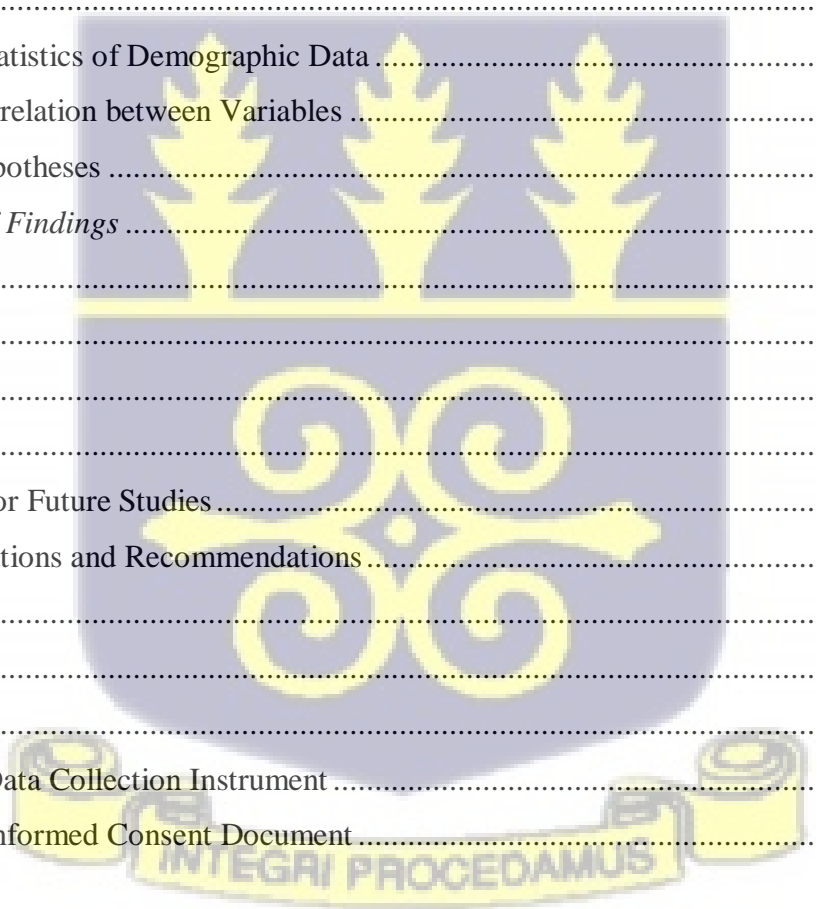 ........................................................................
atistics of Demographic Data ........................................................
relation between Variables ..........................................................
potheses ........................................................................
Findings ........................................................................
........................................................................
........................................................................
........................................................................
........................................................................
or Future Studies ........................................................................
tions and Recommendations ........................................................
........................................................................
........................................................................
........................................................................
Data Collection Instrument ............................................................
nformed Consent Document .........................................................
INTEGRI PROCEDAMUS